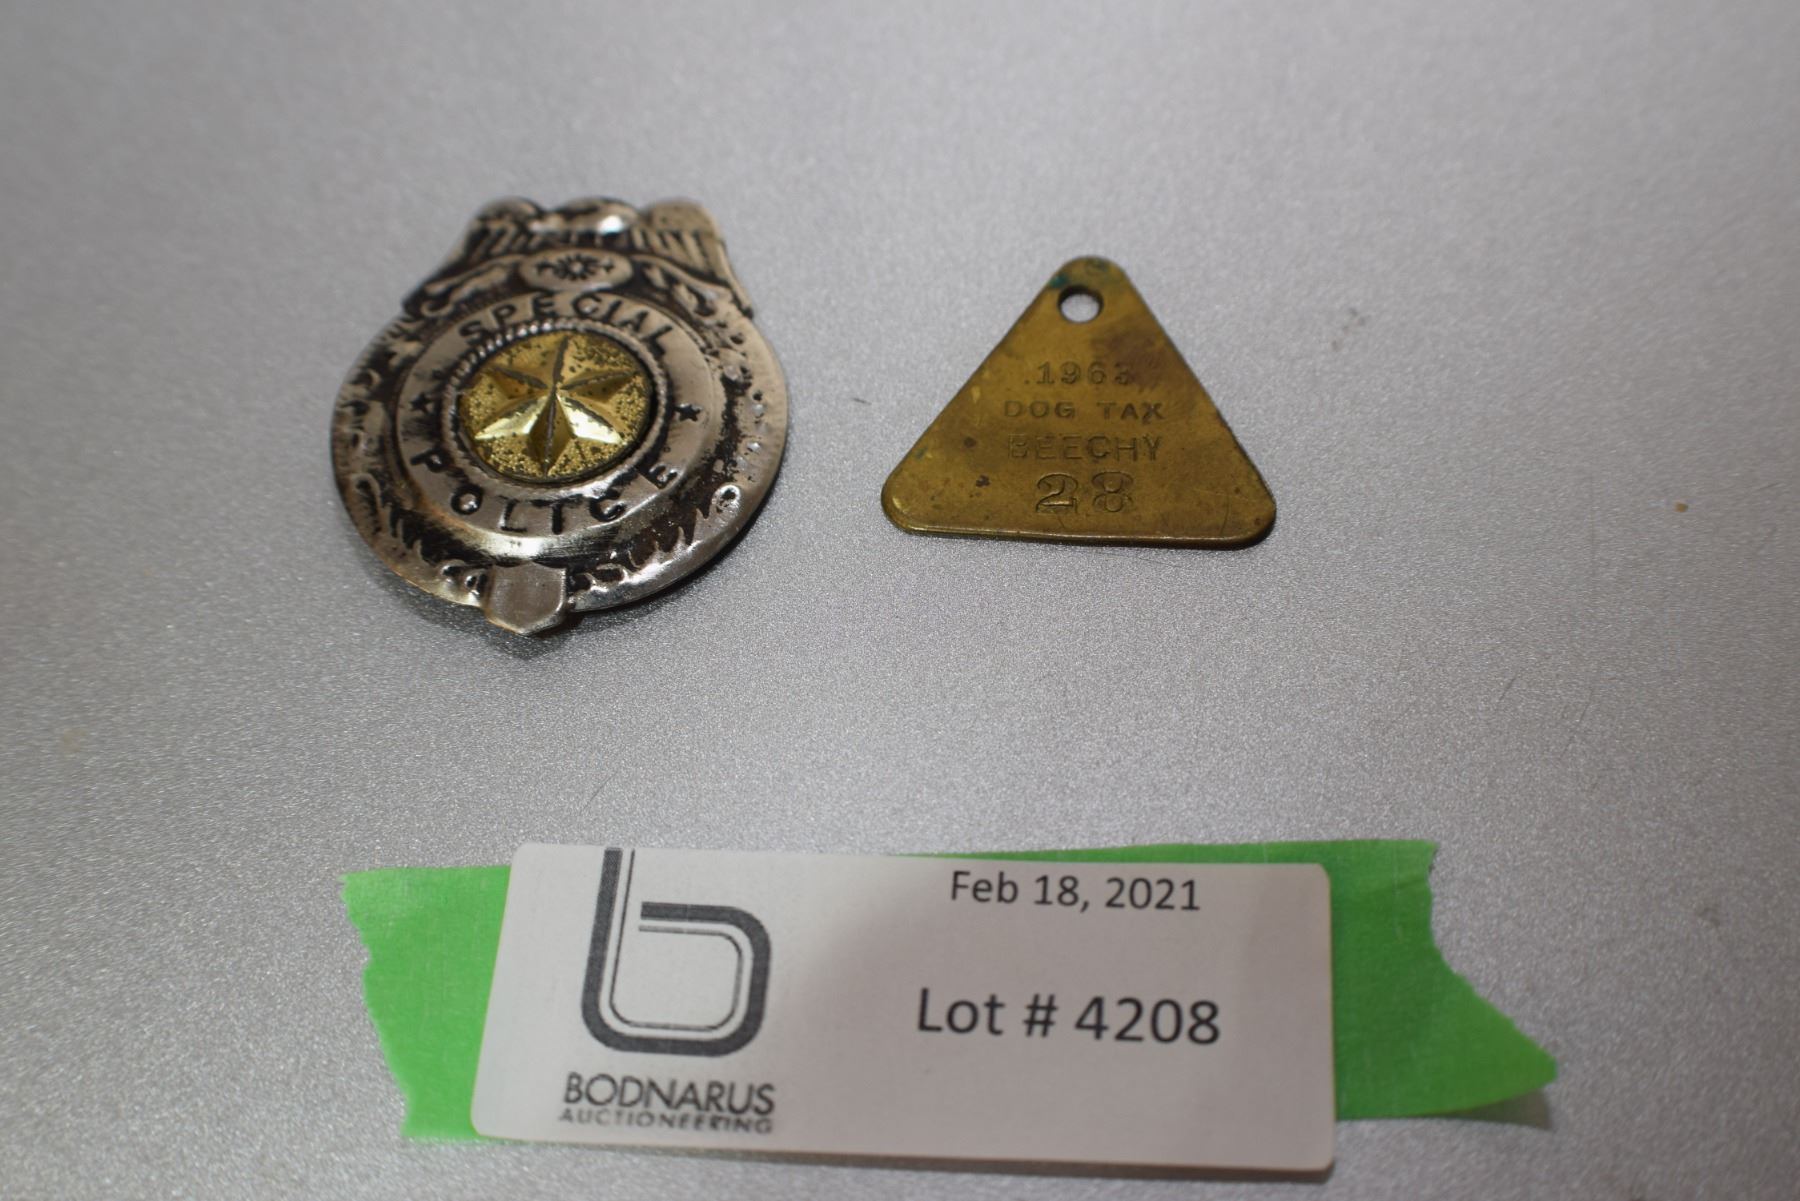 SPECIAL
POLICE
1963
DOG TAX
BEECHY
28
Feb 18, 2021
Lot # 4208
b
BODNARUS
AUCTIONEERING